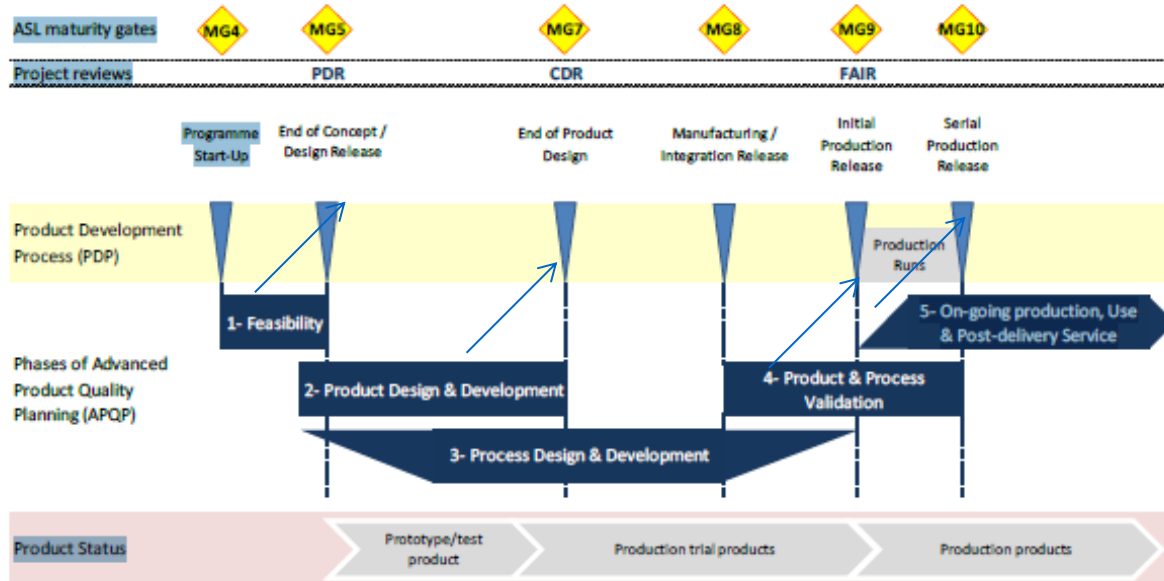 ASL maturity gates
MG4
MG5
MG7
MG8
MG9
MG10
Project reviews
PDR
CDR
FAIR
Programme
Start-Up
End of Concept /
Design Release
End of Product
Design
Manufacturing /
Integration Release
Initial
Production
Release
Serial
Production
Release
Product Development
Process (PDP)
Production
Runs
1- Feasibility
5- On-going production, Use
& Post-delivery Service
Phases of Advanced
Product Quality
Planning (APQP)
2- Product Design & Development
4- Product & Process
Validation
3- Process Design & Development
Product Status
Prototype/test
product
Production trial products
Production products